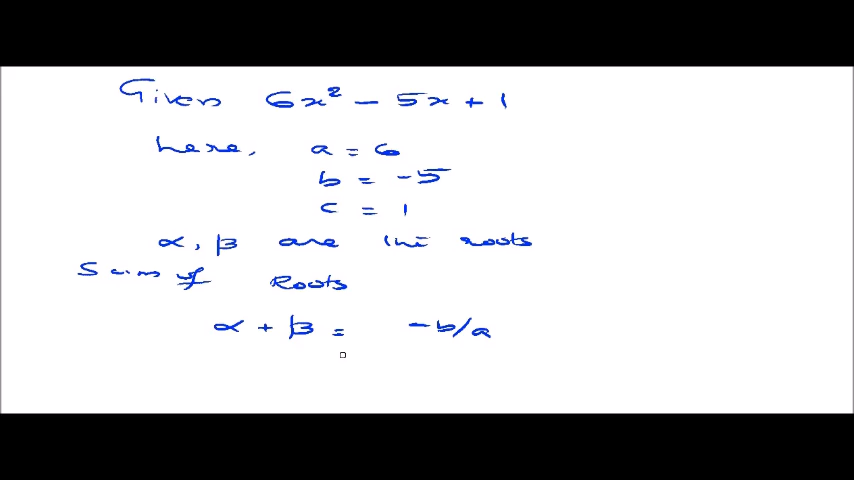 Given 6x² - 5x + 1
here, a = 6
b = -5
c = 1
α, β are the roots
Sum of Roots
α + β = -b/a